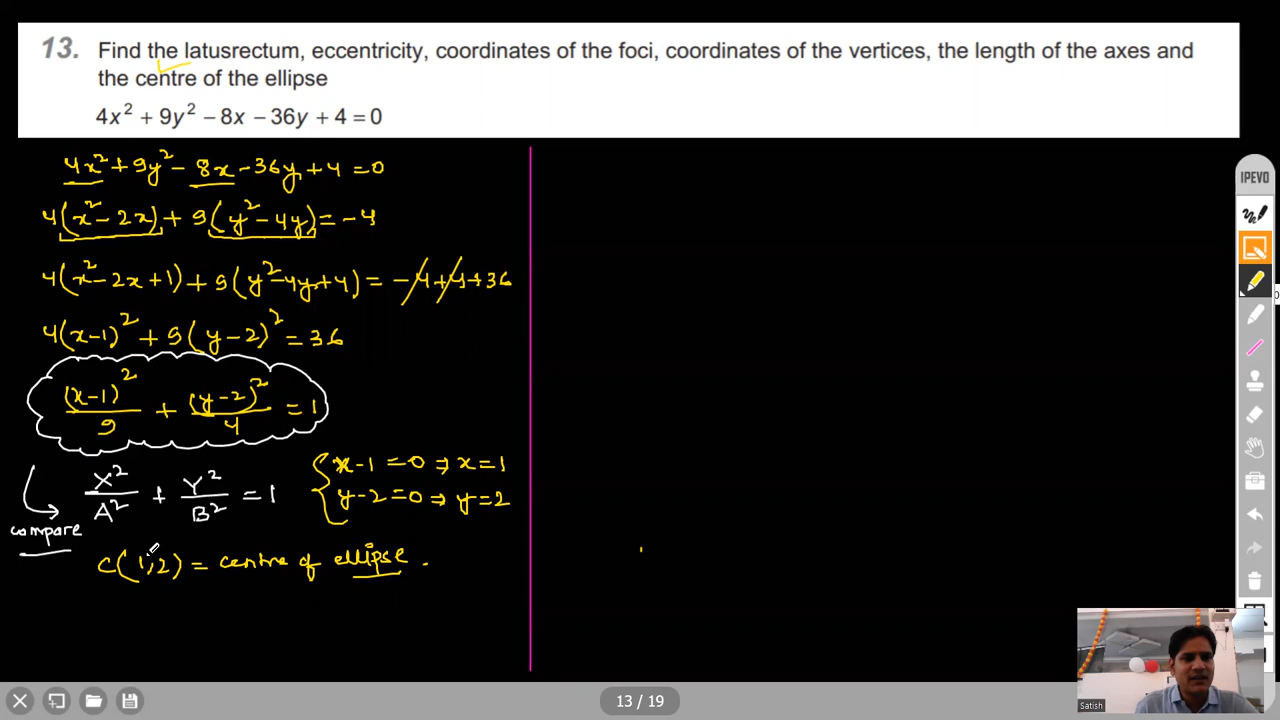 13. Find the latusrectum, eccentricity, coordinates of the foci, coordinates of the vertices, the length of the axes and
the centre of the ellipse
4x² + 9y² − 8x − 36y + 4 = 0
4x² + 9y² − 8x − 36y + 4 = 0
4(x² − 2x) + 9(y² − 4y) = −4
4(x² − 2x + 1) + 9(y² − 4y + 4) = −4 + 4 + 36
4(x−1)² + 9(y−2)² = 36
(x−1)²/9 + (y−2)²/4 = 1
X²/A² + Y²/B² = 1
x−1 = 0 ⇒ x = 1
y−2 = 0 ⇒ y = 2
compare
C(1,2) = centre of ellipse.
IPEVO
13 / 19
Satish